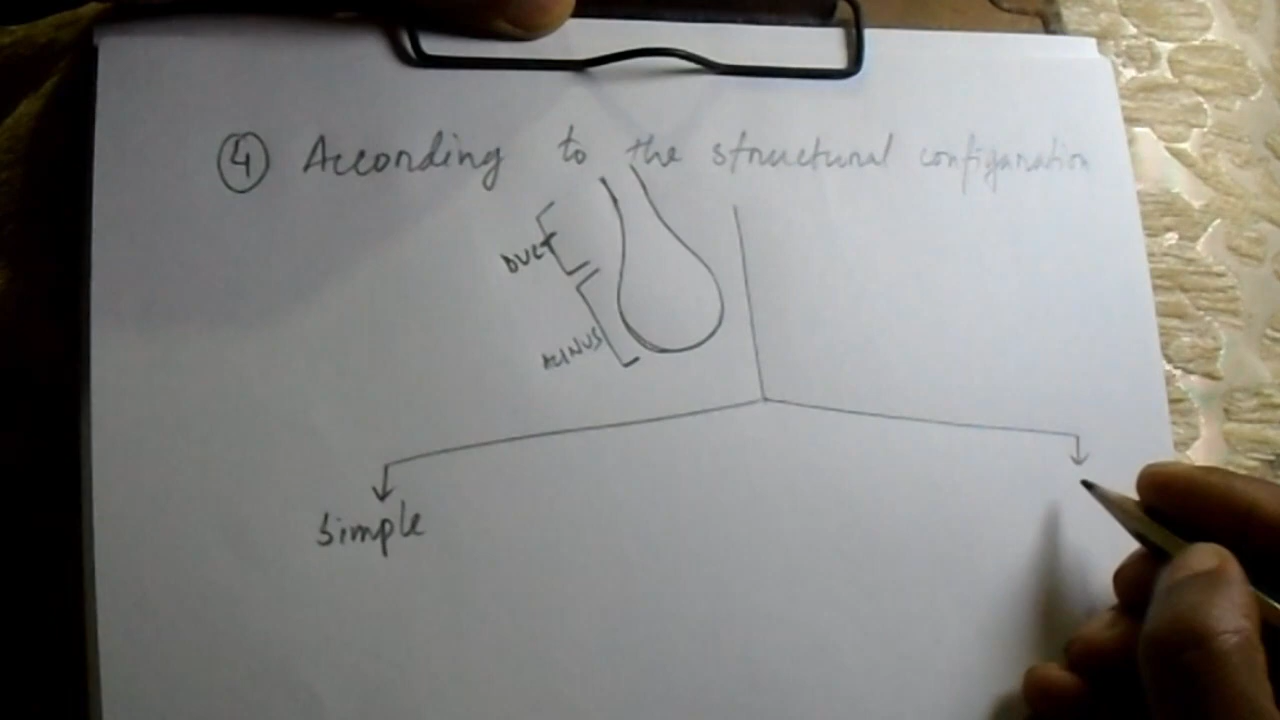 ④ According to the structural configuration
DUCT
ACINUS
Simple